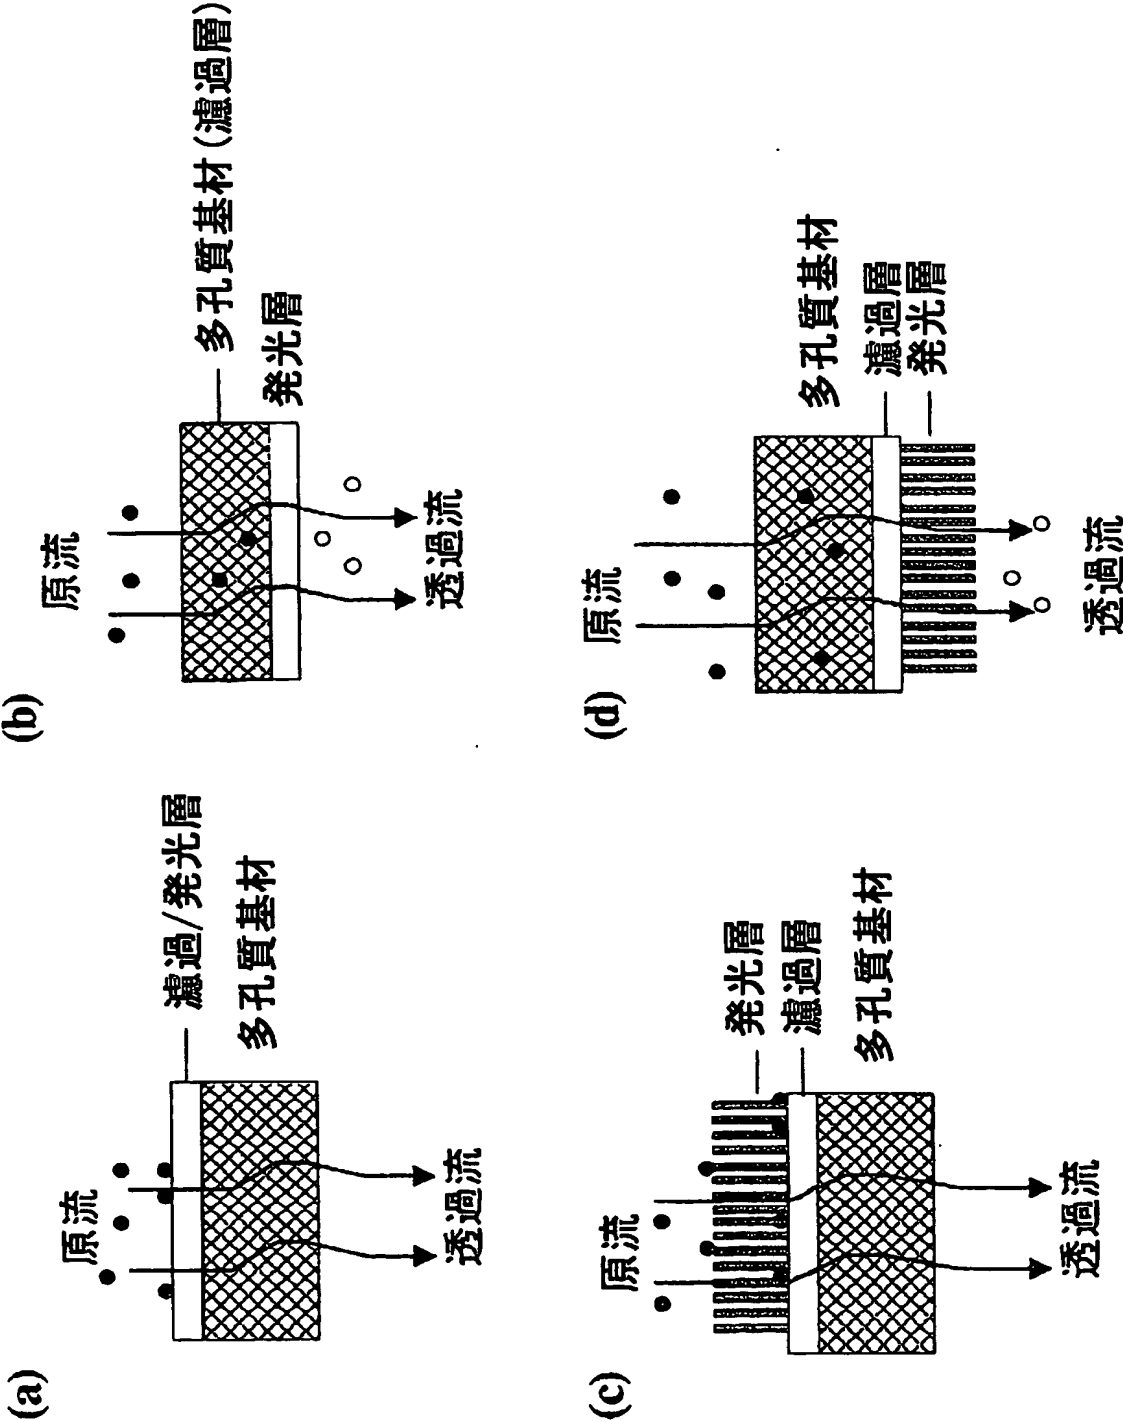 (a)
原流
濾過/発光層
多孔質基材
透過流
(b)
原流
多孔質基材(濾過層)
発光層
透過流
(c)
原流
発光層
濾過層
多孔質基材
透過流
(d)
原流
多孔質基材
濾過層
発光層
透過流